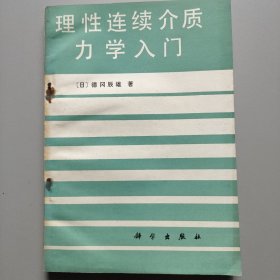 理性连续介质
力学入门
〔日〕德冈辰雄 著
科学出版社